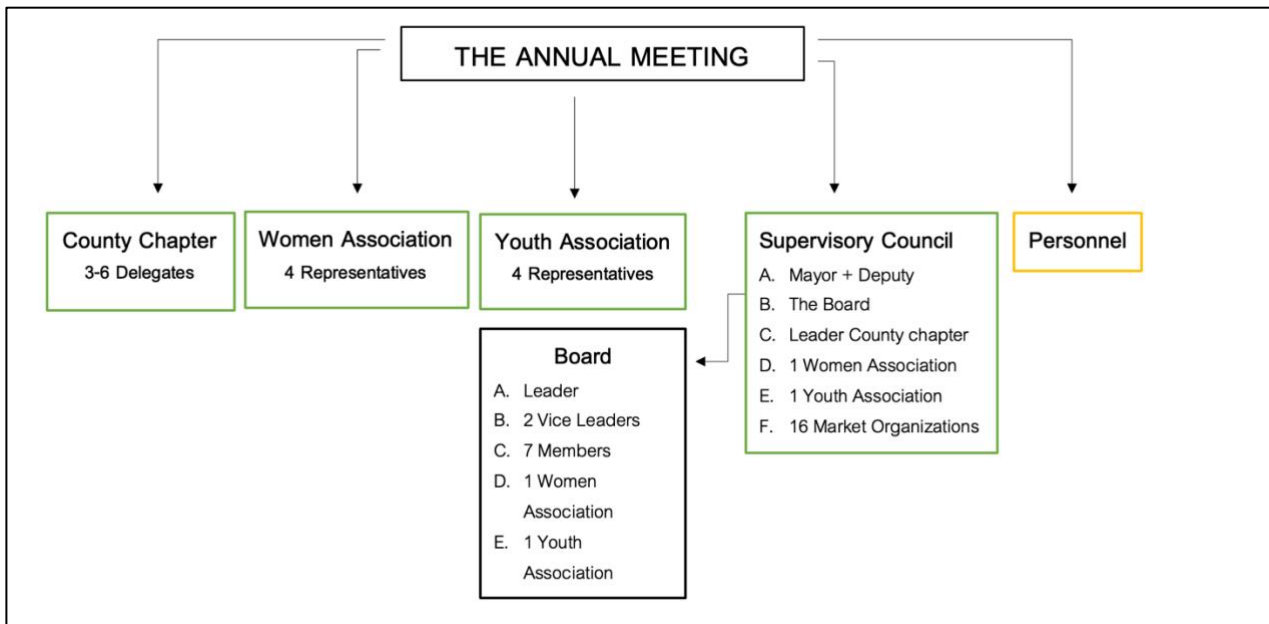 THE ANNUAL MEETING
County Chapter
3-6 Delegates
Women Association
4 Representatives
Youth Association
4 Representatives
Supervisory Council
A. Mayor + Deputy
B. The Board
C. Leader County chapter
D. 1 Women Association
E. 1 Youth Association
F. 16 Market Organizations
Personnel
Board
A. Leader
B. 2 Vice Leaders
C. 7 Members
D. 1 Women
Association
E. 1 Youth
Association